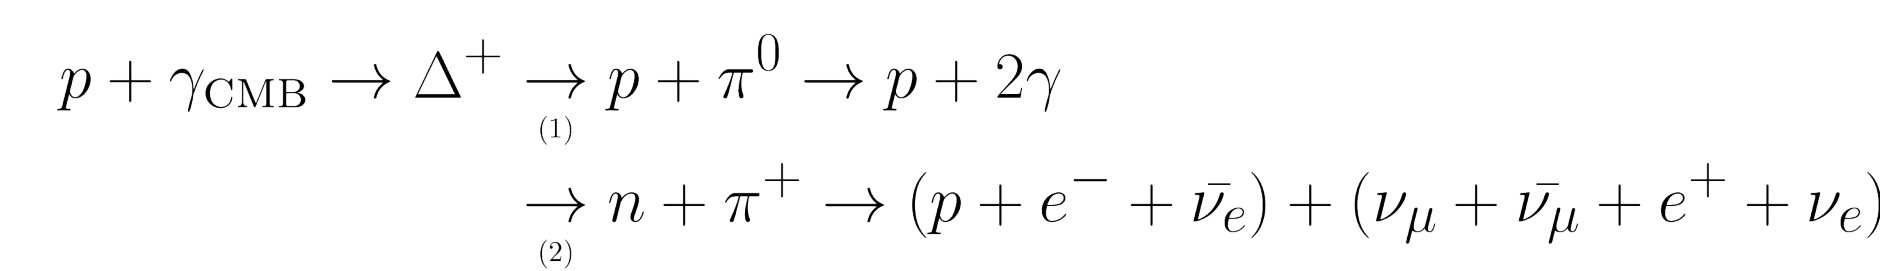 p + γ_CMB → Δ⁺ →₍₁₎ p + π⁰ → p + 2γ
→₍₂₎ n + π⁺ → (p + e⁻ + ν̄_e) + (ν_μ + ν̄_μ + e⁺ + ν_e)